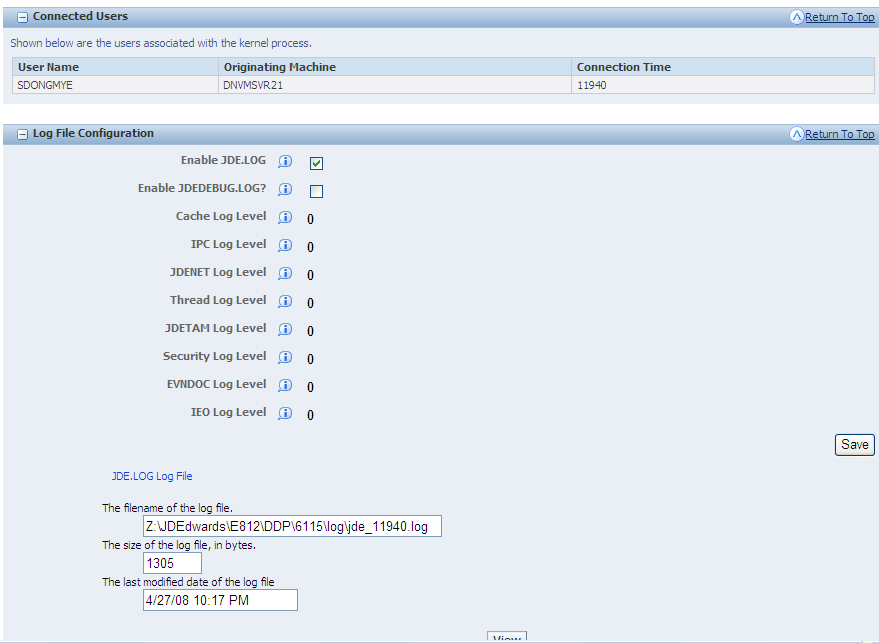 Connected Users Return To Top
Shown below are the users associated with the kernel process.
User Name Originating Machine Connection Time
SDONGMYE DNVMSVR21 11940
Log File Configuration Return To Top
Enable JDE.LOG
Enable JDEDEBUG.LOG?
Cache Log Level 0
IPC Log Level 0
JDENET Log Level 0
Thread Log Level 0
JDETAM Log Level 0
Security Log Level 0
EVNDOC Log Level 0
IEO Log Level 0
Save
JDE.LOG Log File
The filename of the log file.
Z:\JDEdwards\E812\DDP\6115\log\jde_11940.log
The size of the log file, in bytes.
1305
The last modified date of the log file
4/27/08 10:17 PM
View